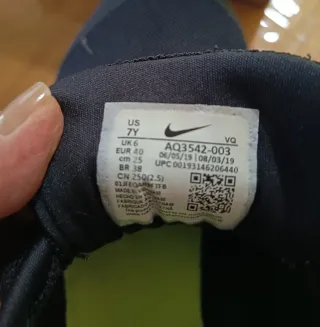 US
7Y
VQ
UK 6
AQ3542-003
EUR 40
06/05/19 | 08/03/19
cm 25
UPC 00193146206440
BR 38
CN 250(2.5)